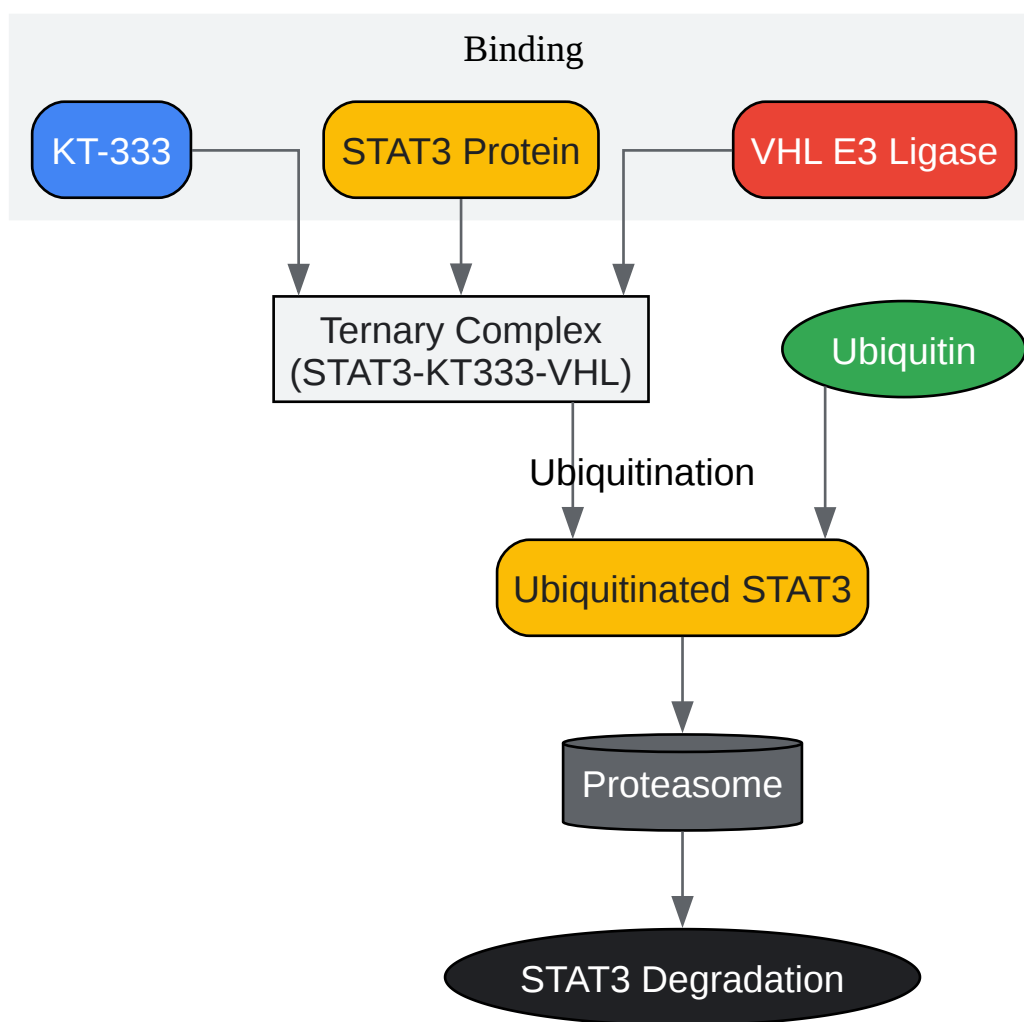 Binding
KT-333
STAT3 Protein
VHL E3 Ligase
Ternary Complex
(STAT3-KT333-VHL)
Ubiquitin
Ubiquitination
Ubiquitinated STAT3
Proteasome
STAT3 Degradation